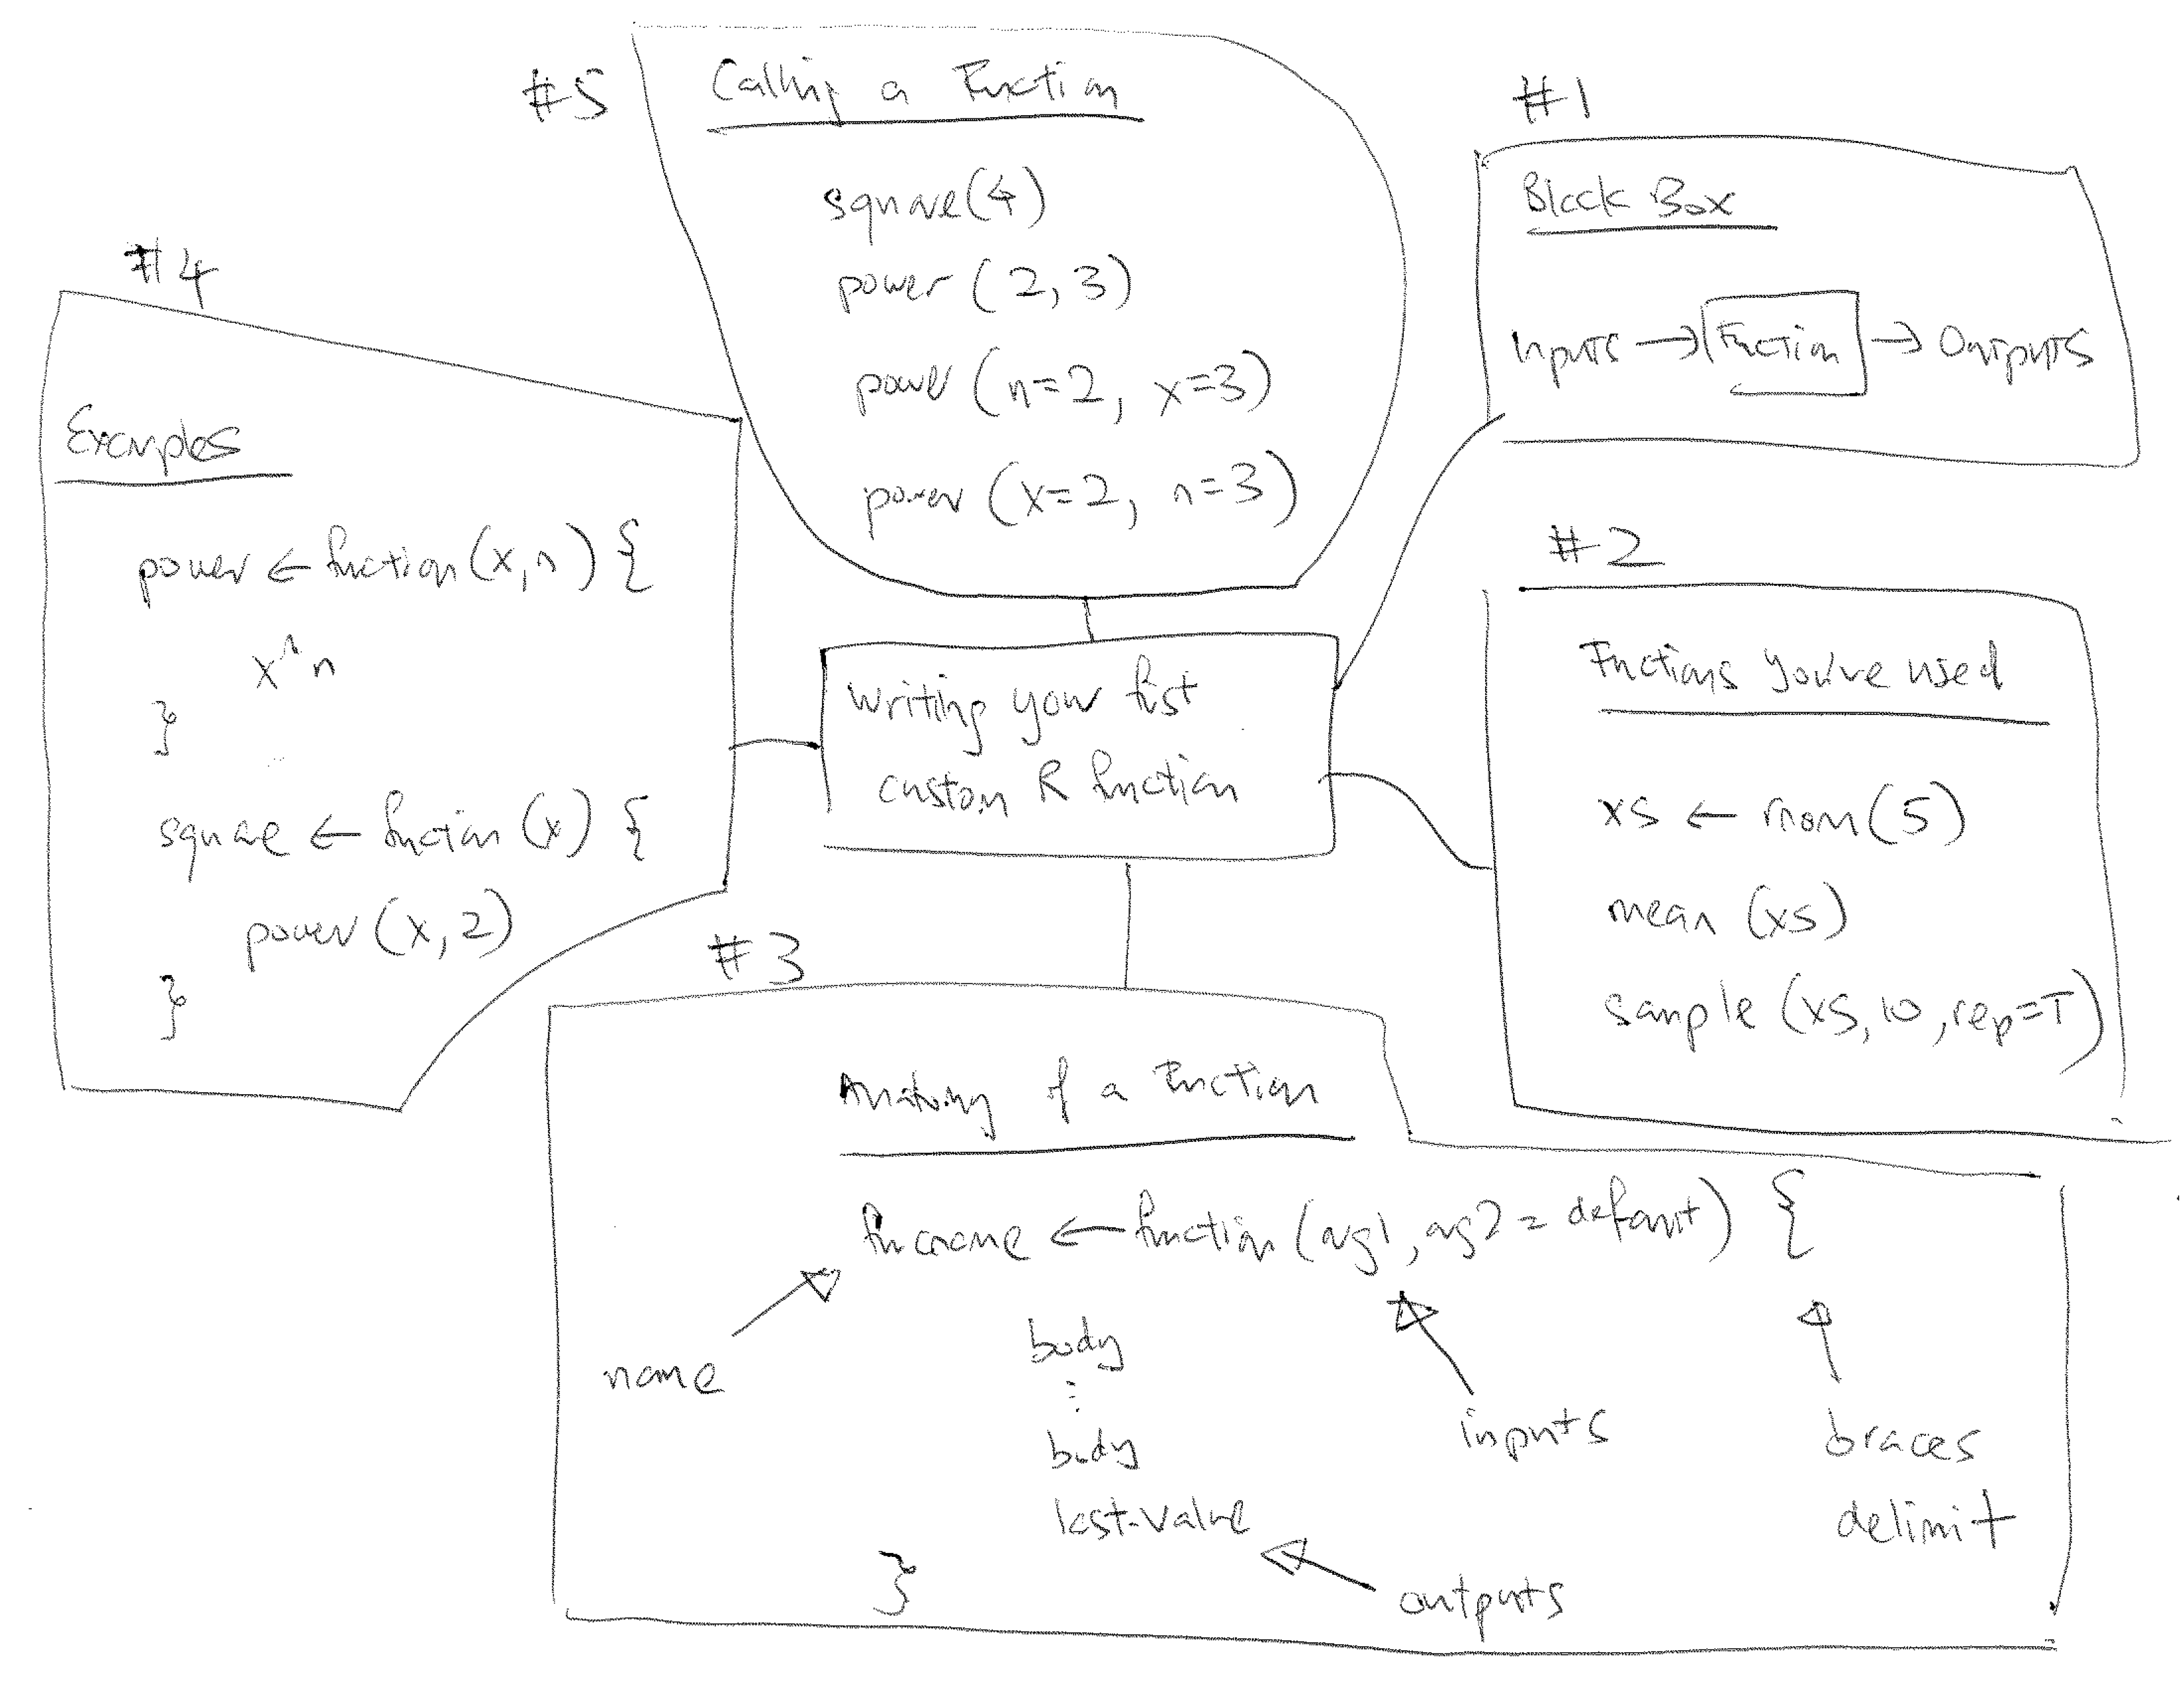 #5
Calling a Function
square(4)
power (2,3)
power (n=2, x=3)
power (x=2, n=3)
#1
Black Box
Inputs → Function → Outputs
#4
Examples
power ← function(x,n) {
x^n
}
square ← function (x) {
power (x,2)
}
Writing your first
custom R function
#2
Functions you've used
xs ← rnorm(5)
mean (xs)
sample (xs,10,rep=T)
#3
Anatomy of a Function
funcname ← function(arg1, arg2 = default) {
name
body
⋮
body
last-value
}
inputs
braces
delimit
outputs